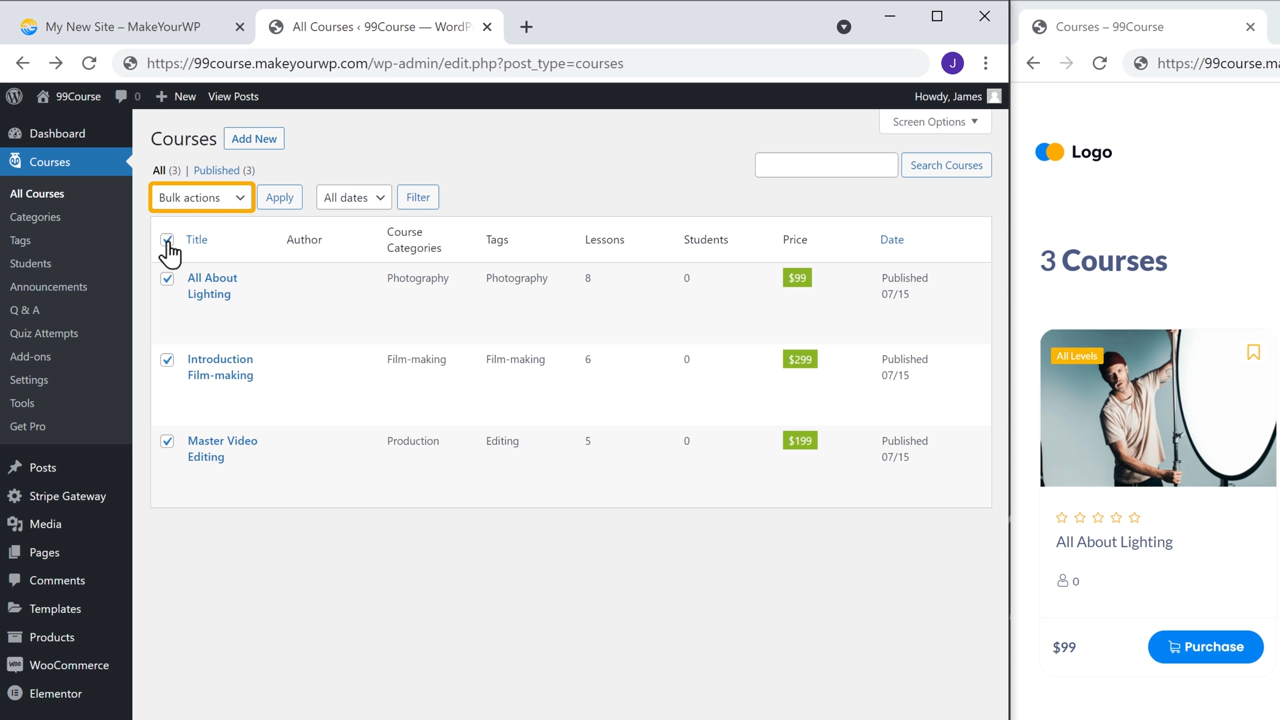 My New Site – MakeYourWP
All Courses ‹ 99Course — WordP
Courses – 99Course
https://99course.makeyourwp.com/wp-admin/edit.php?post_type=courses
J
https://99course.ma
99Course
0
New
View Posts
Howdy, James
Dashboard
Courses
All Courses
Categories
Tags
Students
Announcements
Q & A
Quiz Attempts
Add-ons
Settings
Tools
Get Pro
Posts
Stripe Gateway
Media
Pages
Comments
Templates
Products
WooCommerce
Elementor
Courses
Add New
Screen Options
All (3) | Published (3)
Search Courses
Bulk actions
Apply
All dates
Filter
Title
Author
Course
Categories
Tags
Lessons
Students
Price
Date
All About
Lighting
Photography
Photography
8
0
$99
Published
07/15
Introduction
Film-making
Film-making
Film-making
6
0
$299
Published
07/15
Master Video
Editing
Production
Editing
5
0
$199
Published
07/15
Logo
3 Courses
All Levels
All About Lighting
0
$99
Purchase